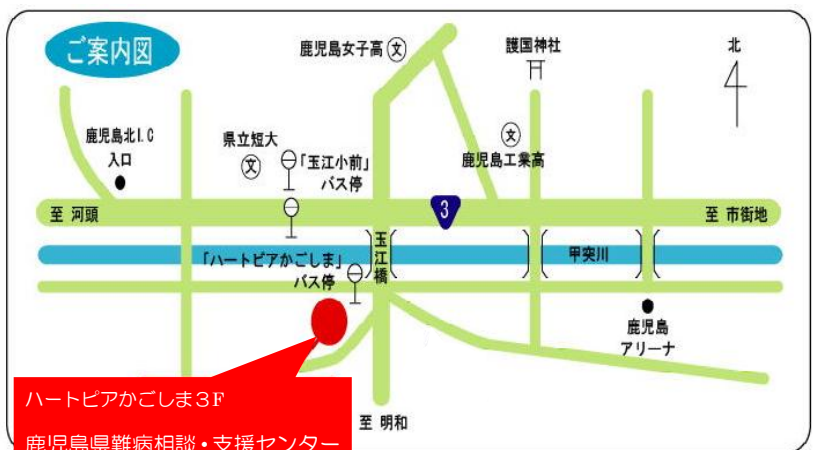 ご案内図
鹿児島女子高 文
護国神社
北
鹿児島北I.C
入口
県立短大
文
「玉江小前」
バス停
文
鹿児島工業高
至 河頭
3
至 市街地
玉江橋
甲突川
「ハートピアかごしま」
バス停
鹿児島
アリーナ
至 明和
ハートピアかごしま3F
鹿児島県難病相談・支援センター